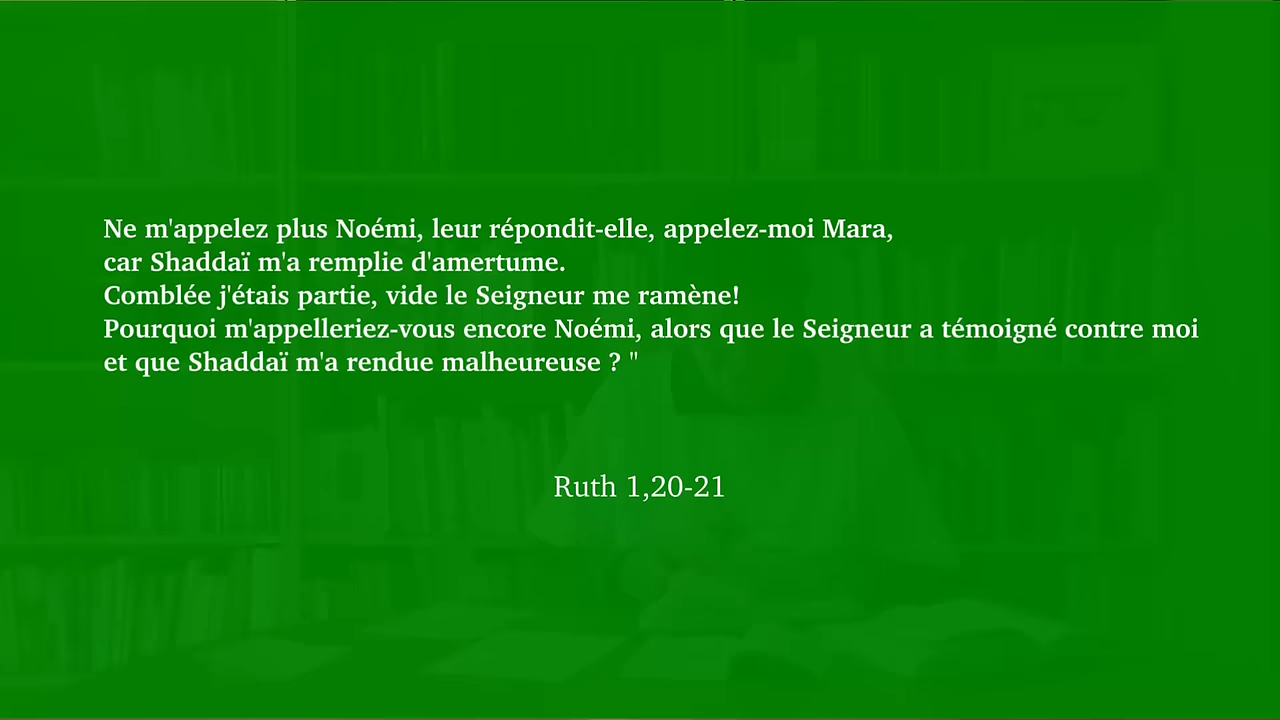 Ne m'appelez plus Noémi, leur répondit-elle, appelez-moi Mara,
car Shaddaï m'a remplie d'amertume.
Comblée j'étais partie, vide le Seigneur me ramène!
Pourquoi m'appelleriez-vous encore Noémi, alors que le Seigneur a témoigné contre moi
et que Shaddaï m'a rendue malheureuse ? "
Ruth 1,20-21